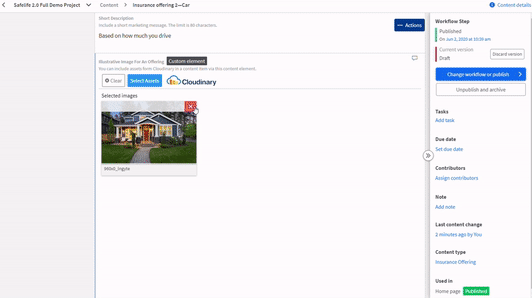 Safelife 2.0 Full Demo Project
Content
Insurance offering 2—Car
Content details
Short Description
Include a short marketing message. The limit is 80 characters.
Based on how much you drive
Actions
Illustrative Image For An Offering
Custom element
You can include assets from Cloudinary in a content item via this content element.
Clear
Select Assets
Cloudinary
Selected images
Workflow Step
Published
On Jun 2, 2020 at 10:39 am
Current version:
Draft
Discard version
Change workflow or publish
Unpublish and archive
Tasks
Add task
Due date
Set due date
Contributors
Assign contributors
Note
Add note
Last content change
2 minutes ago by You
Content type
Insurance Offering
Used in
Home page
Published